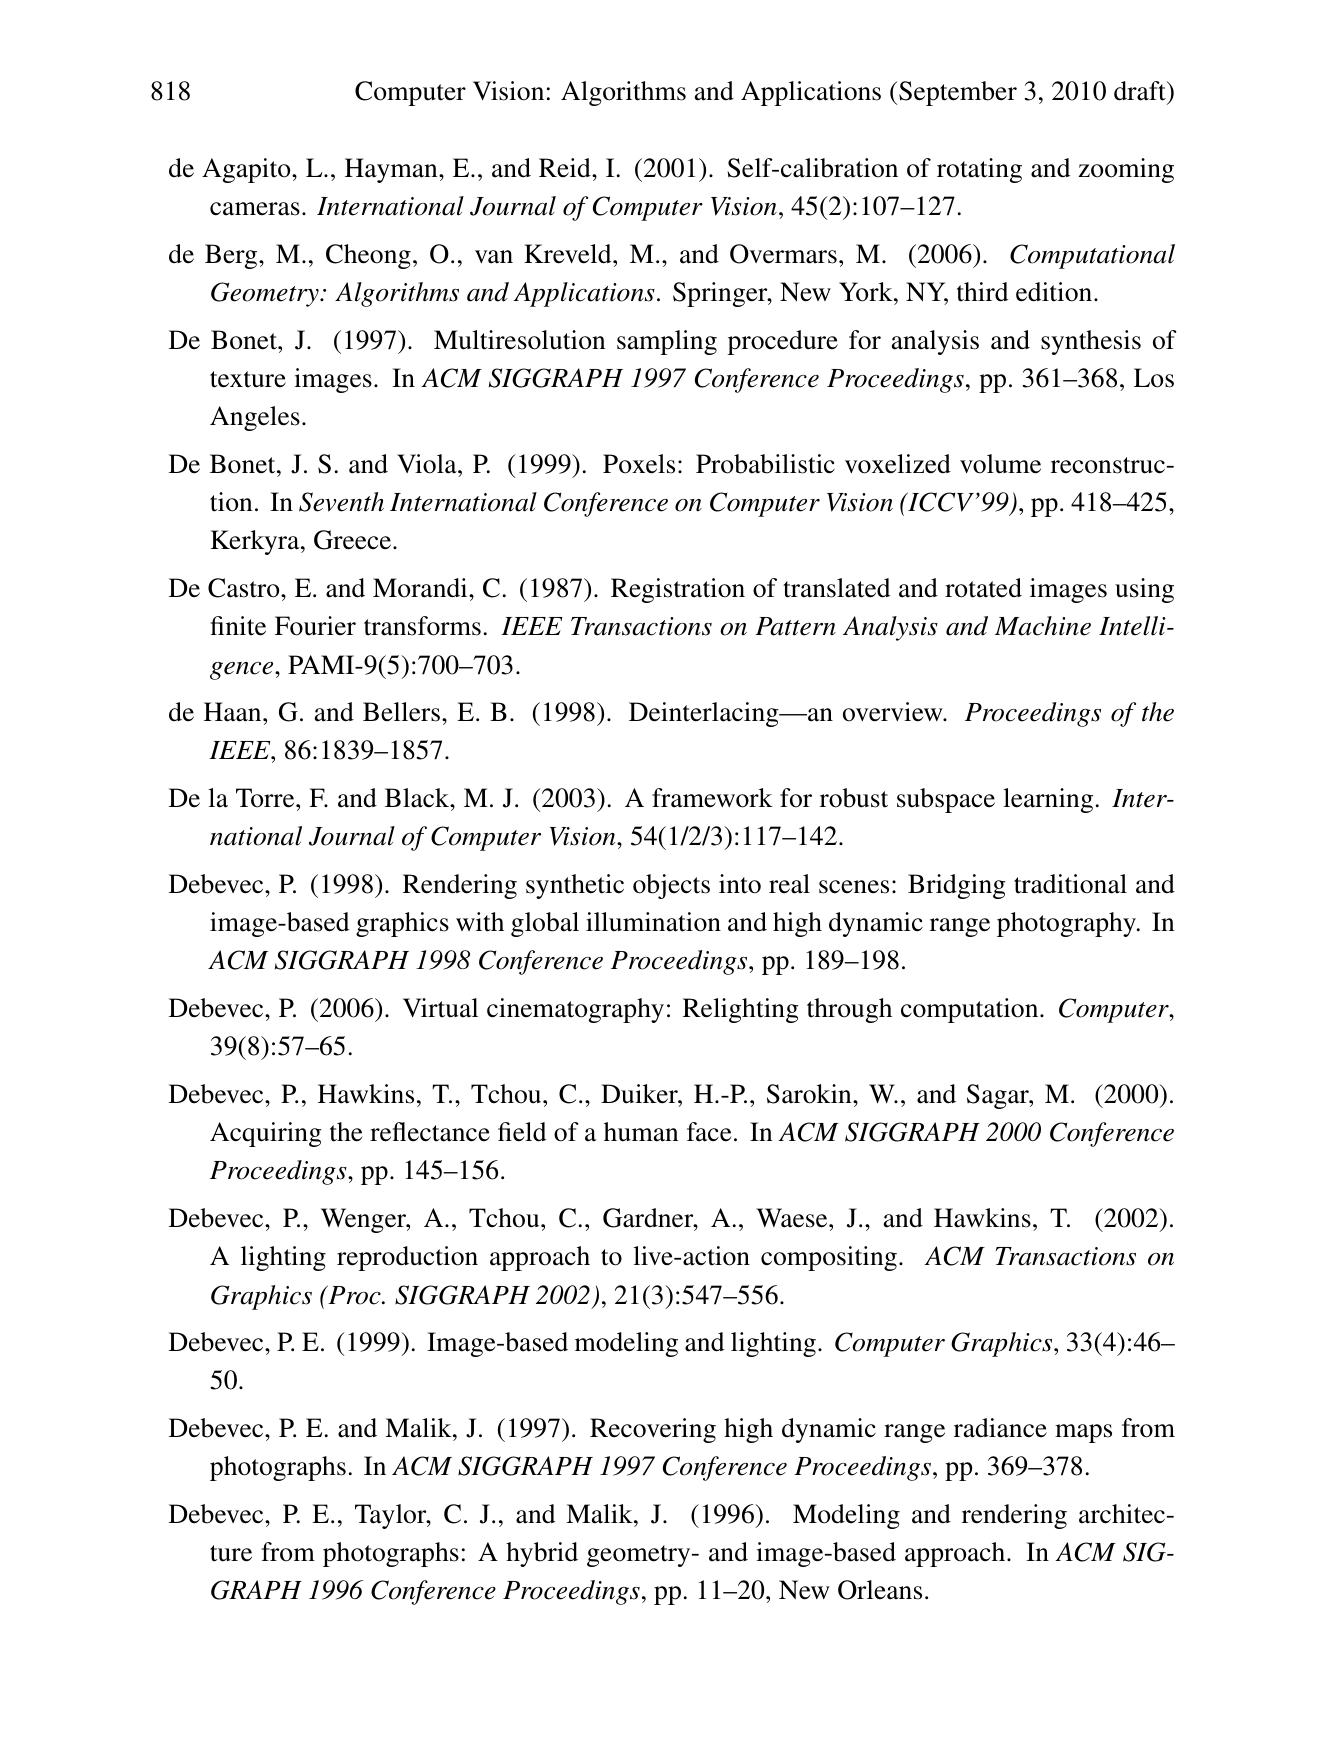 818 Computer Vision: Algorithms and Applications (September 3, 2010 draft)
de Agapito, L., Hayman, E., and Reid, I. (2001). Self-calibration of rotating and zooming
cameras. International Journal of Computer Vision, 45(2):107–127.
de Berg, M., Cheong, O., van Kreveld, M., and Overmars, M. (2006). Computational
Geometry: Algorithms and Applications. Springer, New York, NY, third edition.
De Bonet, J. (1997). Multiresolution sampling procedure for analysis and synthesis of
texture images. In ACM SIGGRAPH 1997 Conference Proceedings, pp. 361–368, Los
Angeles.
De Bonet, J. S. and Viola, P. (1999). Poxels: Probabilistic voxelized volume reconstruc-
tion. In Seventh International Conference on Computer Vision (ICCV’99), pp. 418–425,
Kerkyra, Greece.
De Castro, E. and Morandi, C. (1987). Registration of translated and rotated images using
finite Fourier transforms. IEEE Transactions on Pattern Analysis and Machine Intelli-
gence, PAMI-9(5):700–703.
de Haan, G. and Bellers, E. B. (1998). Deinterlacing—an overview. Proceedings of the
IEEE, 86:1839–1857.
De la Torre, F. and Black, M. J. (2003). A framework for robust subspace learning. Inter-
national Journal of Computer Vision, 54(1/2/3):117–142.
Debevec, P. (1998). Rendering synthetic objects into real scenes: Bridging traditional and
image-based graphics with global illumination and high dynamic range photography. In
ACM SIGGRAPH 1998 Conference Proceedings, pp. 189–198.
Debevec, P. (2006). Virtual cinematography: Relighting through computation. Computer,
39(8):57–65.
Debevec, P., Hawkins, T., Tchou, C., Duiker, H.-P., Sarokin, W., and Sagar, M. (2000).
Acquiring the reflectance field of a human face. In ACM SIGGRAPH 2000 Conference
Proceedings, pp. 145–156.
Debevec, P., Wenger, A., Tchou, C., Gardner, A., Waese, J., and Hawkins, T. (2002).
A lighting reproduction approach to live-action compositing. ACM Transactions on
Graphics (Proc. SIGGRAPH 2002), 21(3):547–556.
Debevec, P. E. (1999). Image-based modeling and lighting. Computer Graphics, 33(4):46–
50.
Debevec, P. E. and Malik, J. (1997). Recovering high dynamic range radiance maps from
photographs. In ACM SIGGRAPH 1997 Conference Proceedings, pp. 369–378.
Debevec, P. E., Taylor, C. J., and Malik, J. (1996). Modeling and rendering architec-
ture from photographs: A hybrid geometry- and image-based approach. In ACM SIG-
GRAPH 1996 Conference Proceedings, pp. 11–20, New Orleans.